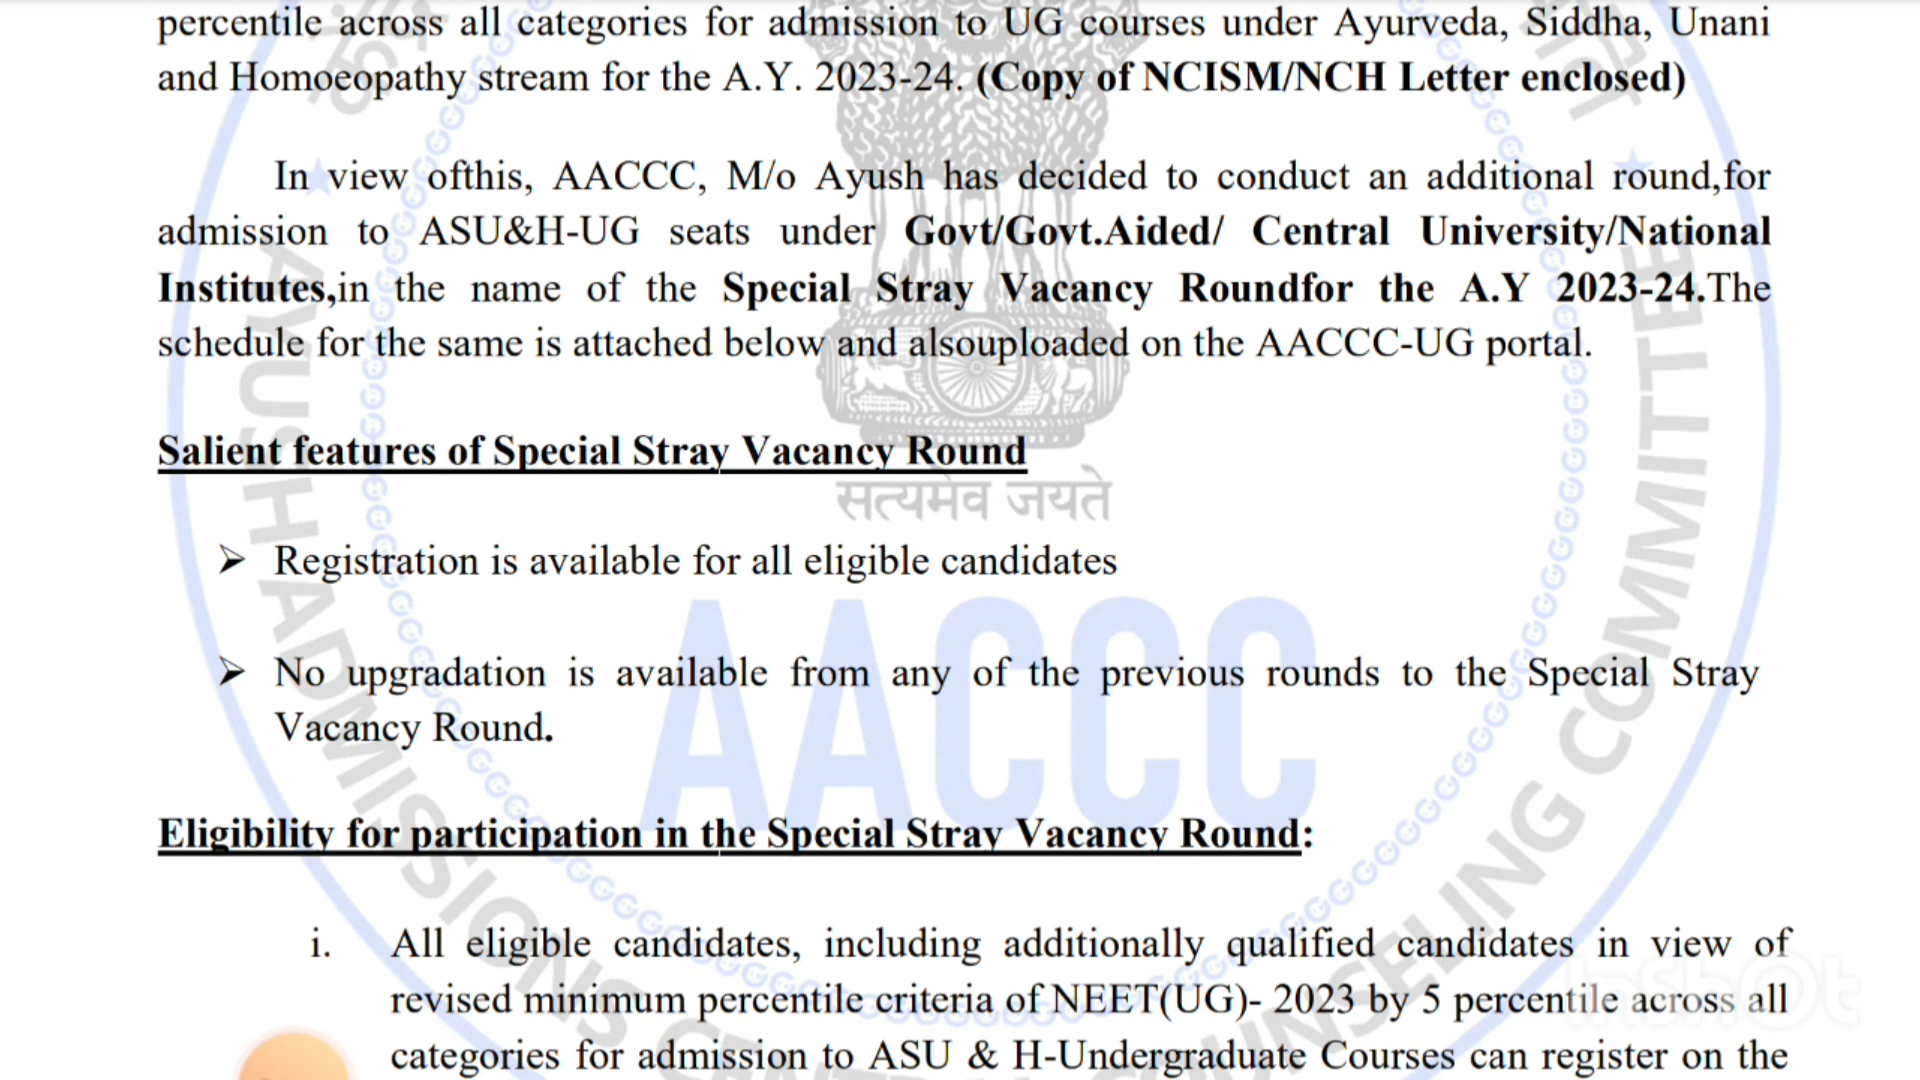 percentile across all categories for admission to UG courses under Ayurveda, Siddha, Unani
and Homoeopathy stream for the A.Y. 2023-24. (Copy of NCISM/NCH Letter enclosed)
In view ofthis, AACCC, M/o Ayush has decided to conduct an additional round,for
admission to ASU&H-UG seats under Govt/Govt.Aided/ Central University/National
Institutes,in the name of the Special Stray Vacancy Roundfor the A.Y 2023-24.The
schedule for the same is attached below and alsouploaded on the AACCC-UG portal.
Salient features of Special Stray Vacancy Round
सत्यमेव जयते
➢ Registration is available for all eligible candidates
➢ No upgradation is available from any of the previous rounds to the Special Stray
Vacancy Round.
AACCC
Eligibility for participation in the Special Stray Vacancy Round:
i. All eligible candidates, including additionally qualified candidates in view of
revised minimum percentile criteria of NEET(UG)- 2023 by 5 percentile across all
categories for admission to ASU & H-Undergraduate Courses can register on the
AYUSH ADMISSIONS CENTRAL COUNSELING COMMITTEE
InShOt